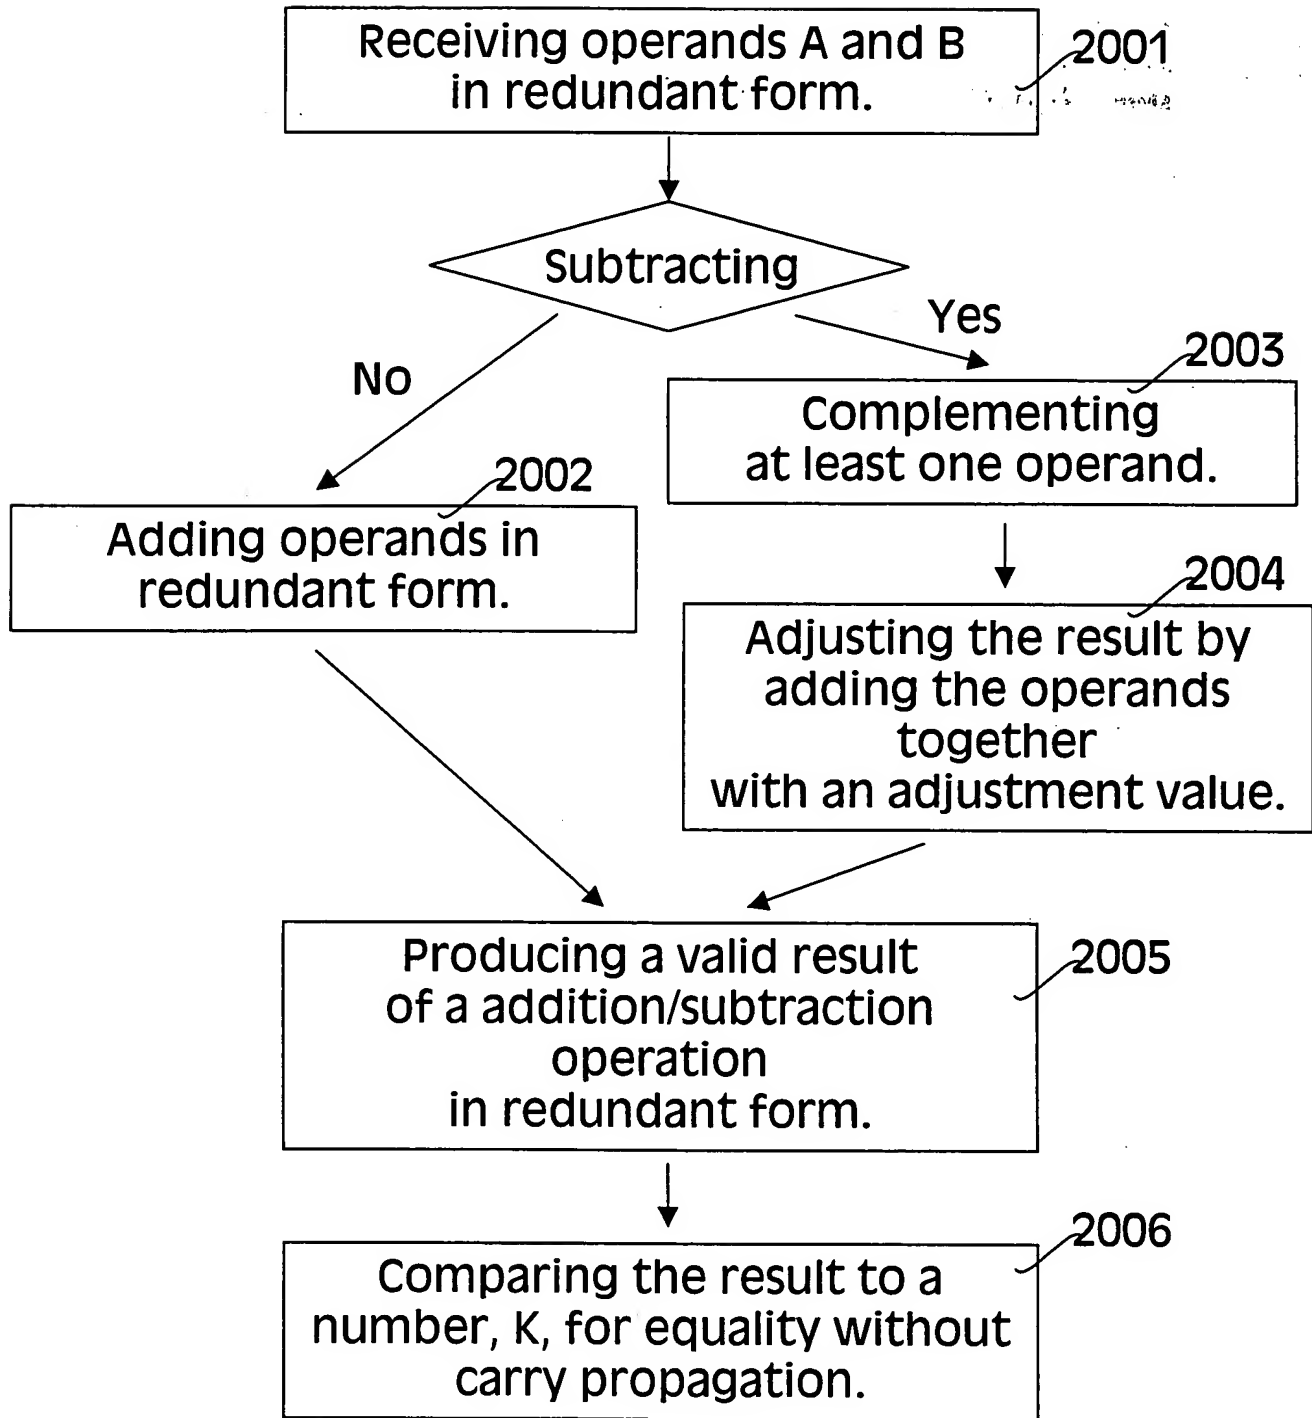 Receiving operands A and B
in redundant form.
2001
Subtracting
Yes
No
2003
Complementing
at least one operand.
2002
Adding operands in
redundant form.
2004
Adjusting the result by
adding the operands
together
with an adjustment value.
Producing a valid result
of a addition/subtraction
operation
in redundant form.
2005
2006
Comparing the result to a
number, K, for equality without
carry propagation.